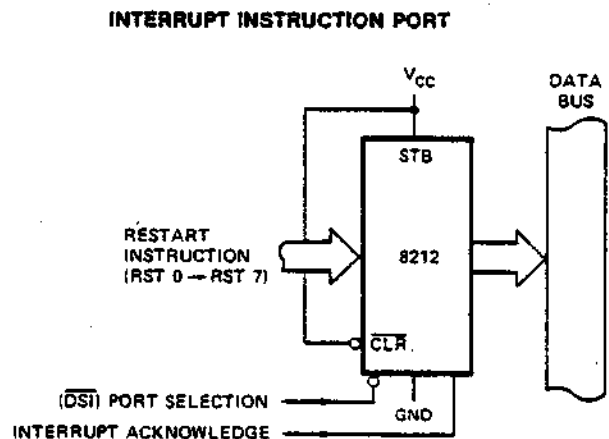 INTERRUPT INSTRUCTION PORT
VCC
DATA
BUS
STB
RESTART
INSTRUCTION
(RST 0 → RST 7)
8212
CLR
(DSI) PORT SELECTION
GND
INTERRUPT ACKNOWLEDGE